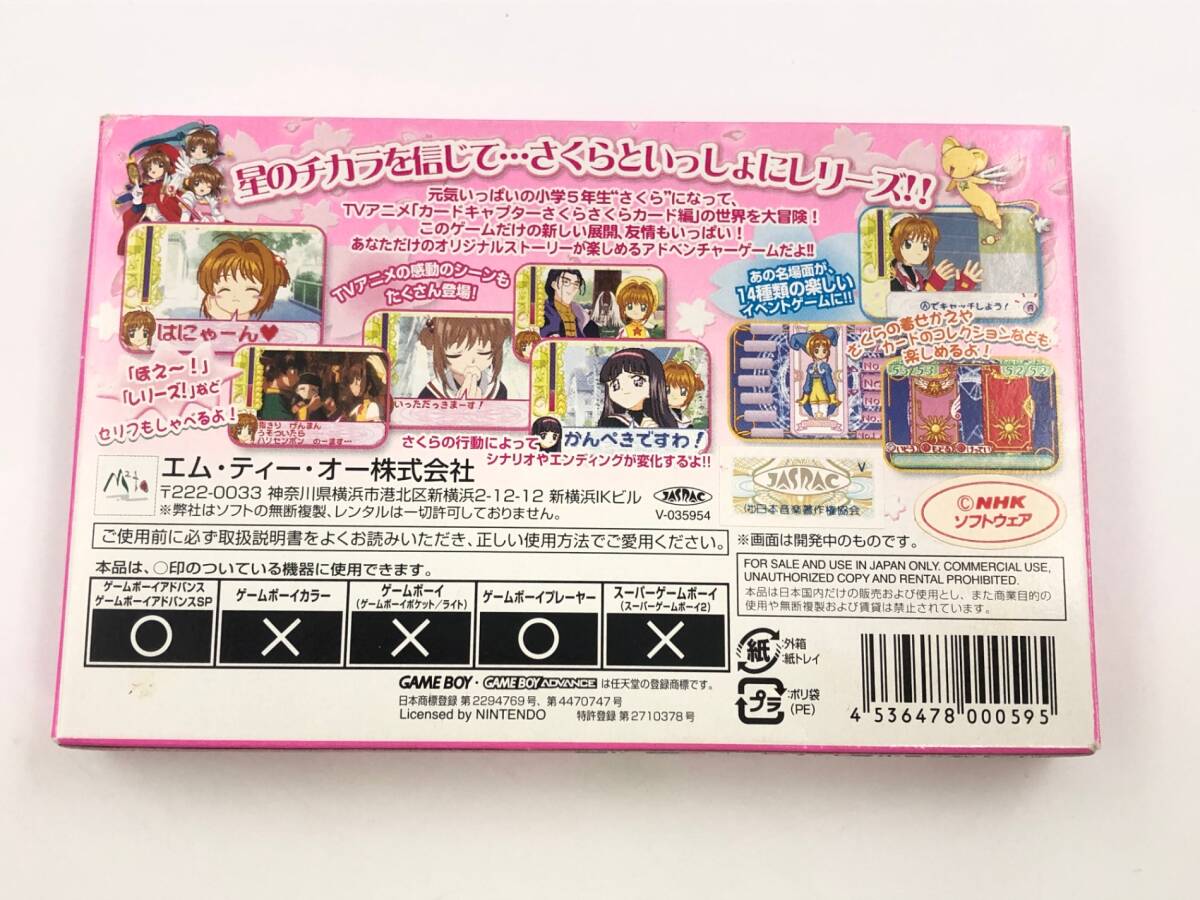 星のチカラを信じて…さくらといっしょにレリーズ!!
元気いっぱいの小学5年生"さくら"になって、
TVアニメ「カードキャプターさくらさくらカード編」の世界を大冒険!
このゲームだけの新しい展開、友情もいっぱい!
あなただけのオリジナルストーリーが楽しめるアドベンチャーゲームだよ!!
はにゃーん♥
「ほえ〜!」
「レリーズ!」など
セリフもしゃべるよ!
指きり げんまん
うそついたら
ハリセンボン のーます…
TVアニメの感動のシーンも
たくさん登場!
いっただっきまーす!
かんぺきですわ!
さくらの行動によって
シナリオやエンディングが変化するよ!!
あの名場面が、
14種類の楽しい
イベントゲームに!!
Ⓐでキャッチしよう!
さくらの着せかえや
カードのコレクションなども
楽しめるよ!
No.
No.
53/53
52/52
エム・ティー・オー株式会社
〒222-0033 神奈川県横浜市港北区新横浜2-12-12 新横浜IKビル
※弊社はソフトの無断複製、レンタルは一切許可しておりません。
JASRAC
V-035954
JASRAC
V
㈳日本音楽著作権協会
©NHK
ソフトウェア
ご使用前に必ず取扱説明書をよくお読みいただき、正しい使用方法でご愛用ください。
※画面は開発中のものです。
本品は、○印のついている機器に使用できます。
ゲームボーイアドバンス
ゲームボーイアドバンスSP
ゲームボーイカラー
ゲームボーイ
(ゲームボーイポケット/ライト)
ゲームボーイプレーヤー
スーパーゲームボーイ
(スーパーゲームボーイ2)
○ × × ○ ×
FOR SALE AND USE IN JAPAN ONLY. COMMERCIAL USE,
UNAUTHORIZED COPY AND RENTAL PROHIBITED.
本品は日本国内だけの販売および使用とし、また商業目的の
使用や無断複製および賃貸は禁止されています。
GAME BOY・GAME BOY ADVANCE は任天堂の登録商標です。
日本商標登録 第2294769号、第4470747号
Licensed by NINTENDO 特許登録 第2710378号
紙
:外箱
:紙トレイ
プラ
:ポリ袋
(PE)
4 536478 000595